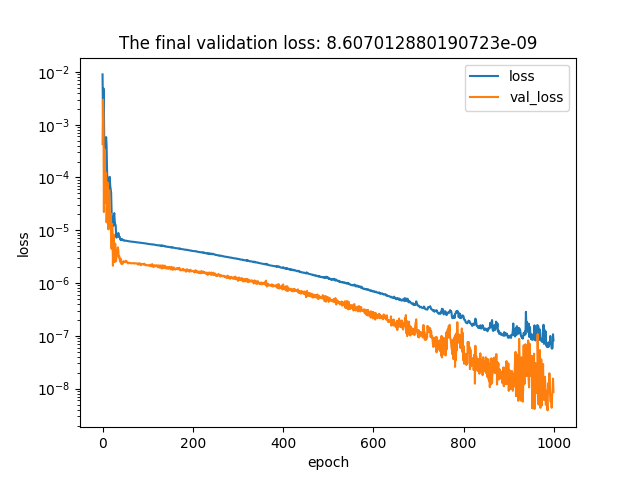 The final validation loss: 8.607012880190723e-09
loss
val_loss
10⁻²
10⁻³
10⁻⁴
10⁻⁵
10⁻⁶
10⁻⁷
10⁻⁸
loss
0 200 400 600 800 1000
epoch